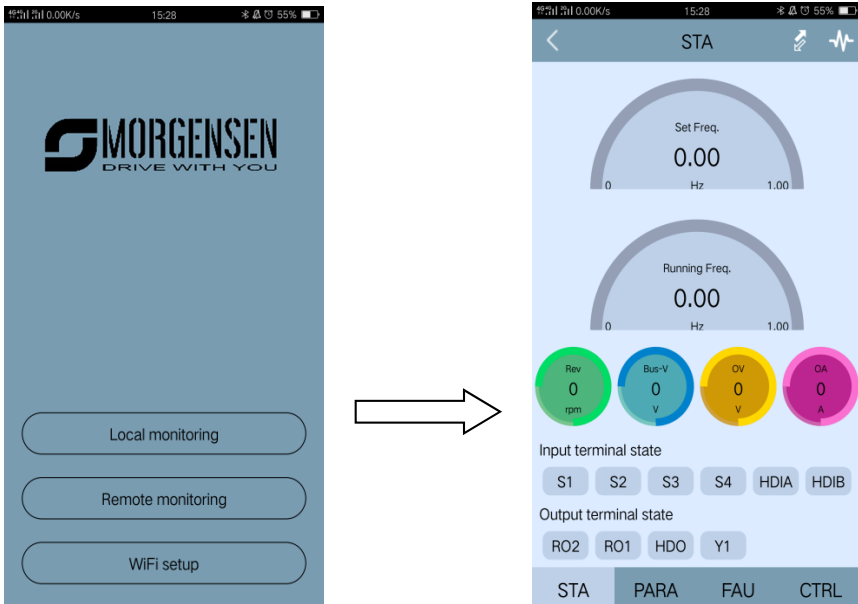 0.00K/s 15:28 55%
MORGENSEN
DRIVE WITH YOU
Local monitoring
Remote monitoring
WiFi setup
0.00K/s 15:28 55%
STA
Set Freq.
0.00
0 Hz 1.00
Running Freq.
0.00
0 Hz 1.00
Rev Bus-V OV OA
0 0 0 0
rpm V V A
Input terminal state
S1 S2 S3 S4 HDIA HDIB
Output terminal state
RO2 RO1 HDO Y1
STA PARA FAU CTRL